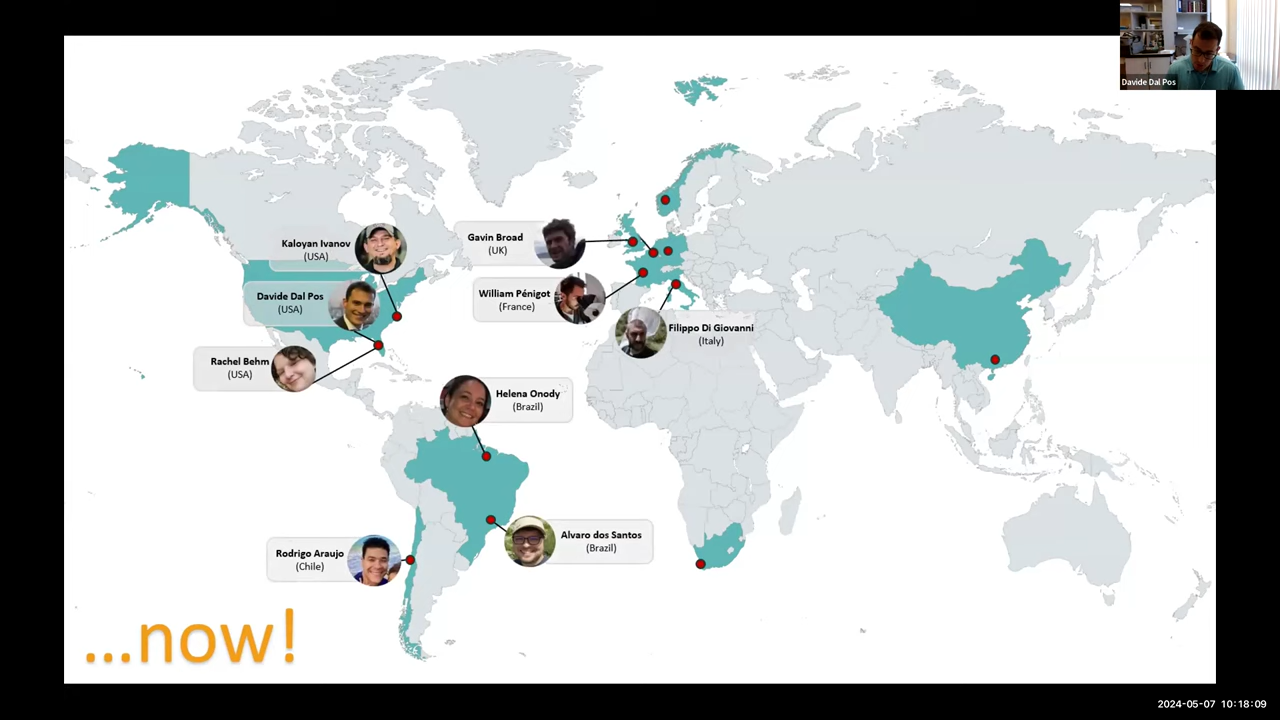 Davide Dal Pos
Kaloyan Ivanov
(USA)
Gavin Broad
(UK)
Davide Dal Pos
(USA)
William Pénigot
(France)
Filippo Di Giovanni
(Italy)
Rachel Behm
(USA)
Helena Onody
(Brazil)
Alvaro dos Santos
(Brazil)
Rodrigo Araujo
(Chile)
...now!
2024-05-07 10:18:09